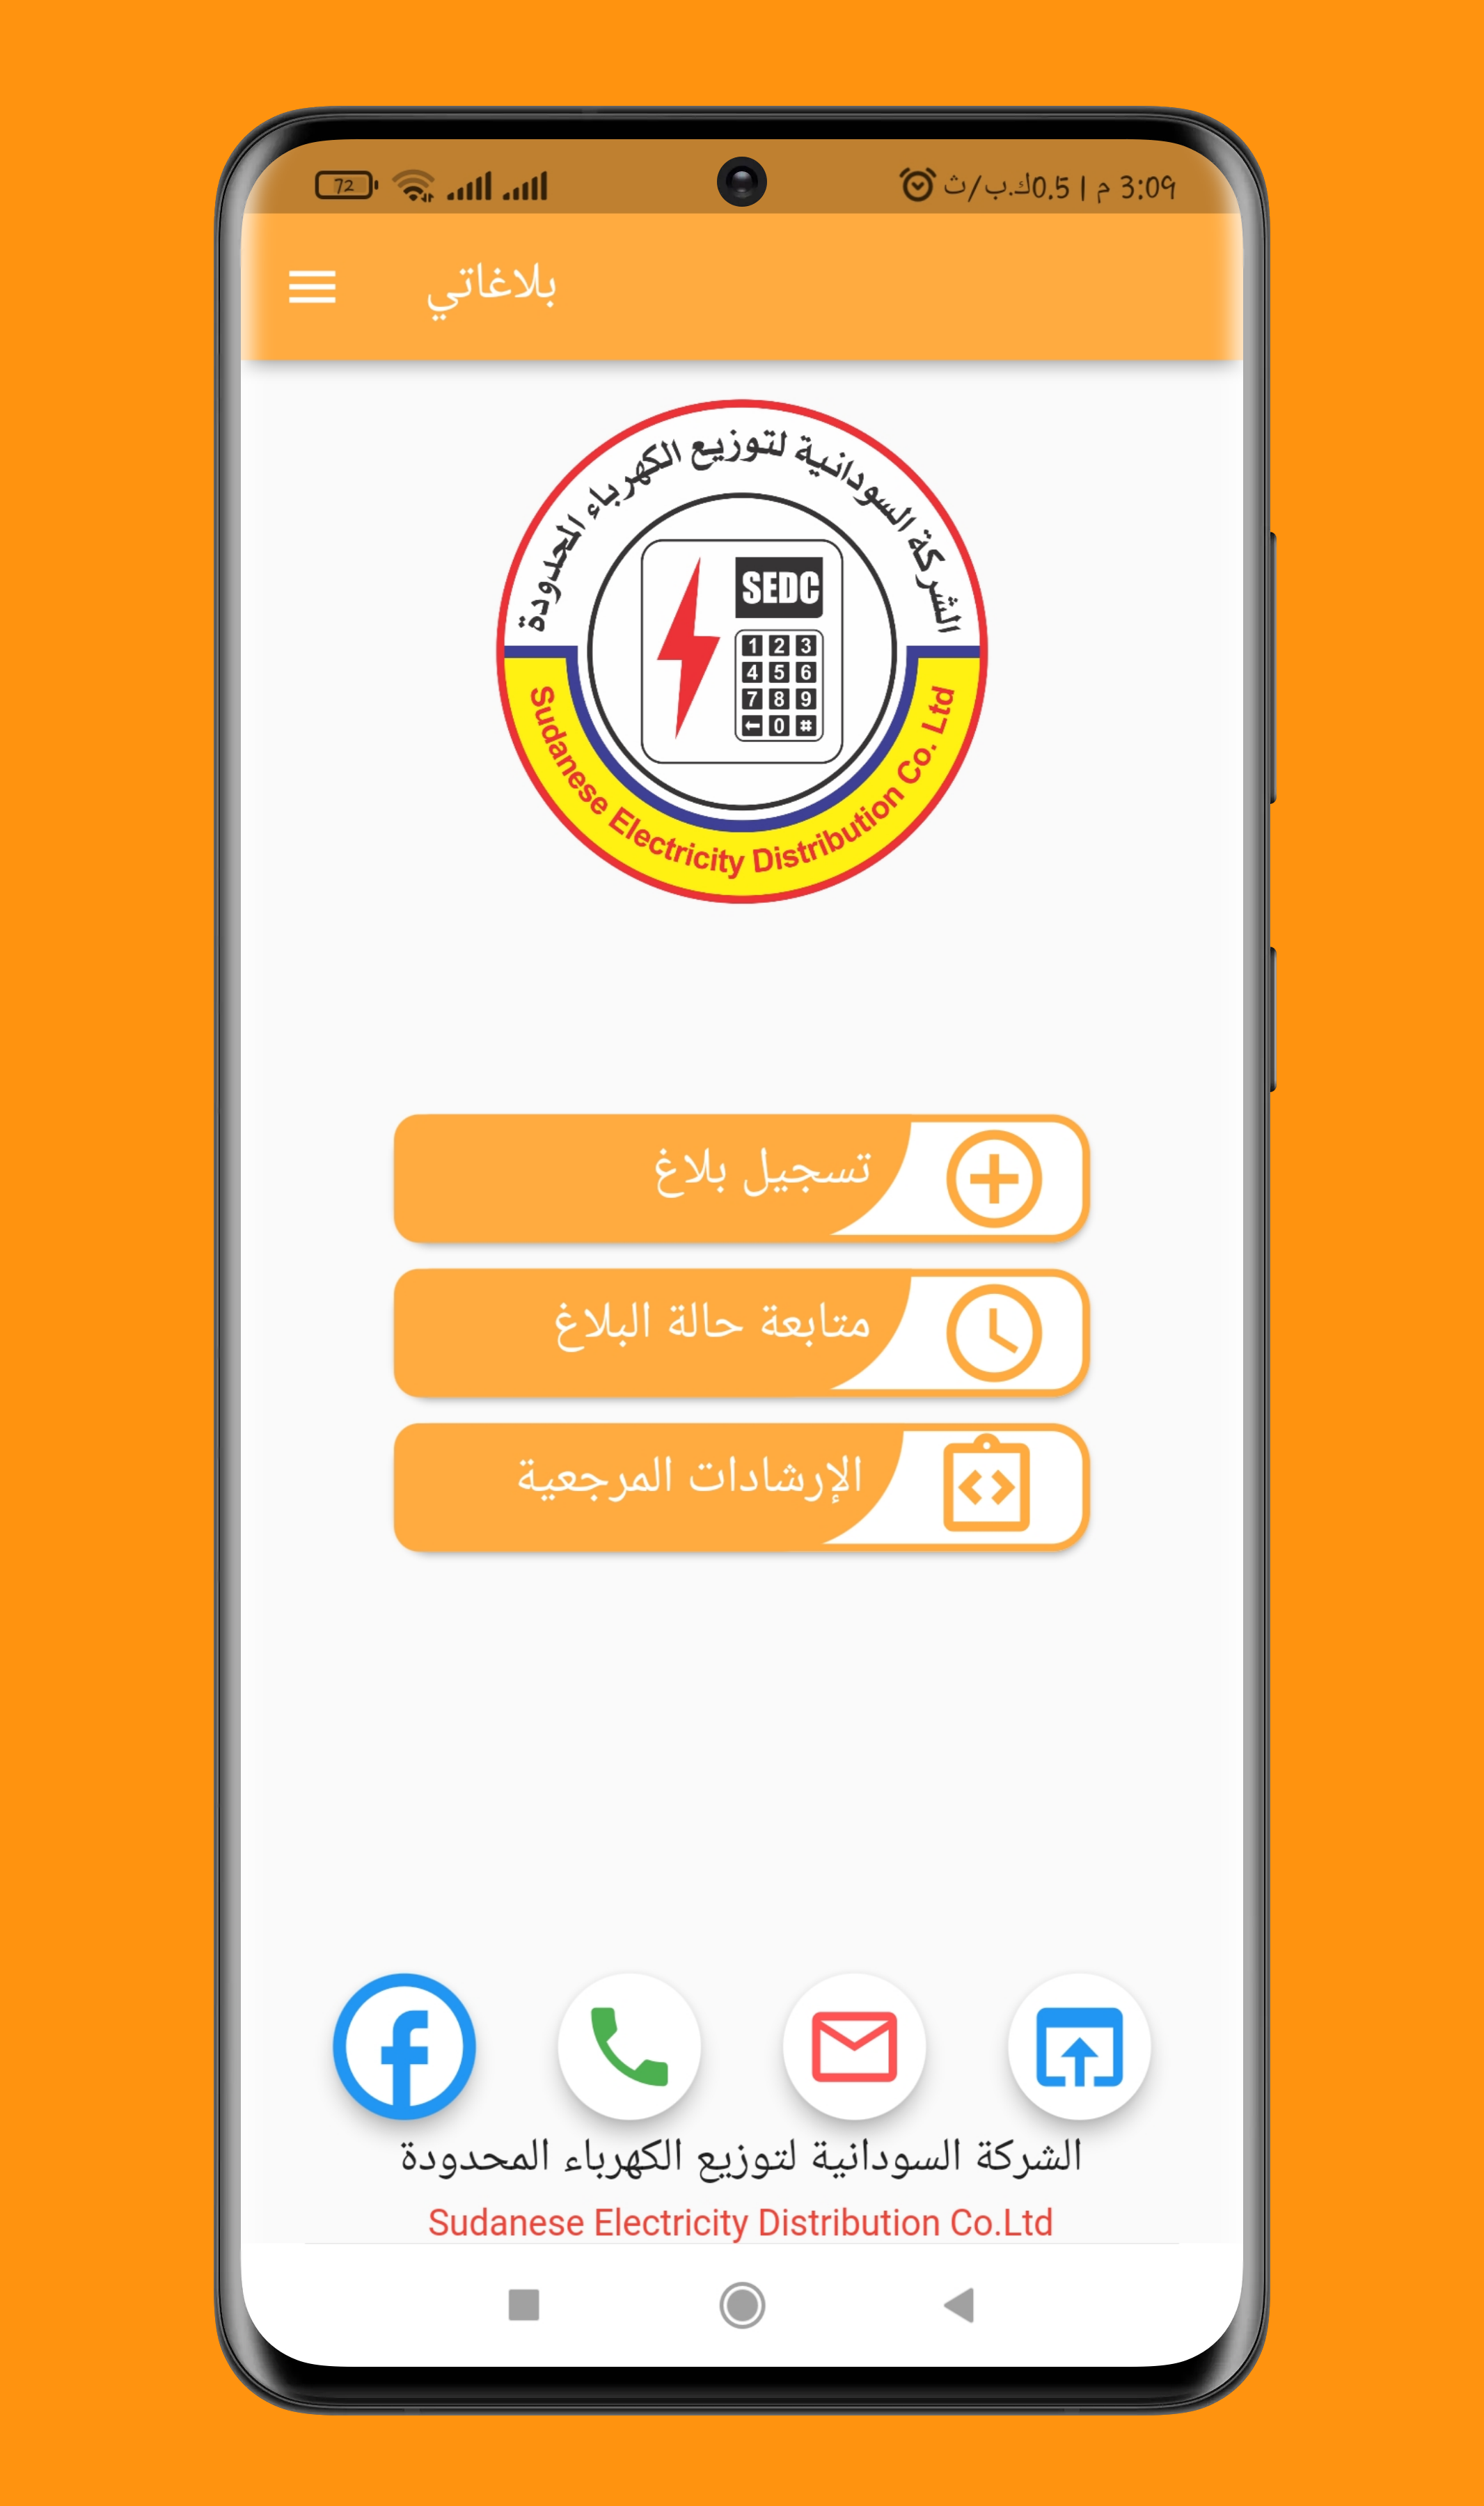 3:09 م | 0.5ك.ب/ث
72
بلاغاتي
الشركة السودانية لتوزيع الكهرباء المحدودة
SEDC
1 2 3
4 5 6
7 8 9
0 #
Sudanese Electricity Distribution Co. Ltd
تسجيل بلاغ
متابعة حالة البلاغ
الإرشادات المرجعية
الشركة السودانية لتوزيع الكهرباء المحدودة
Sudanese Electricity Distribution Co.Ltd